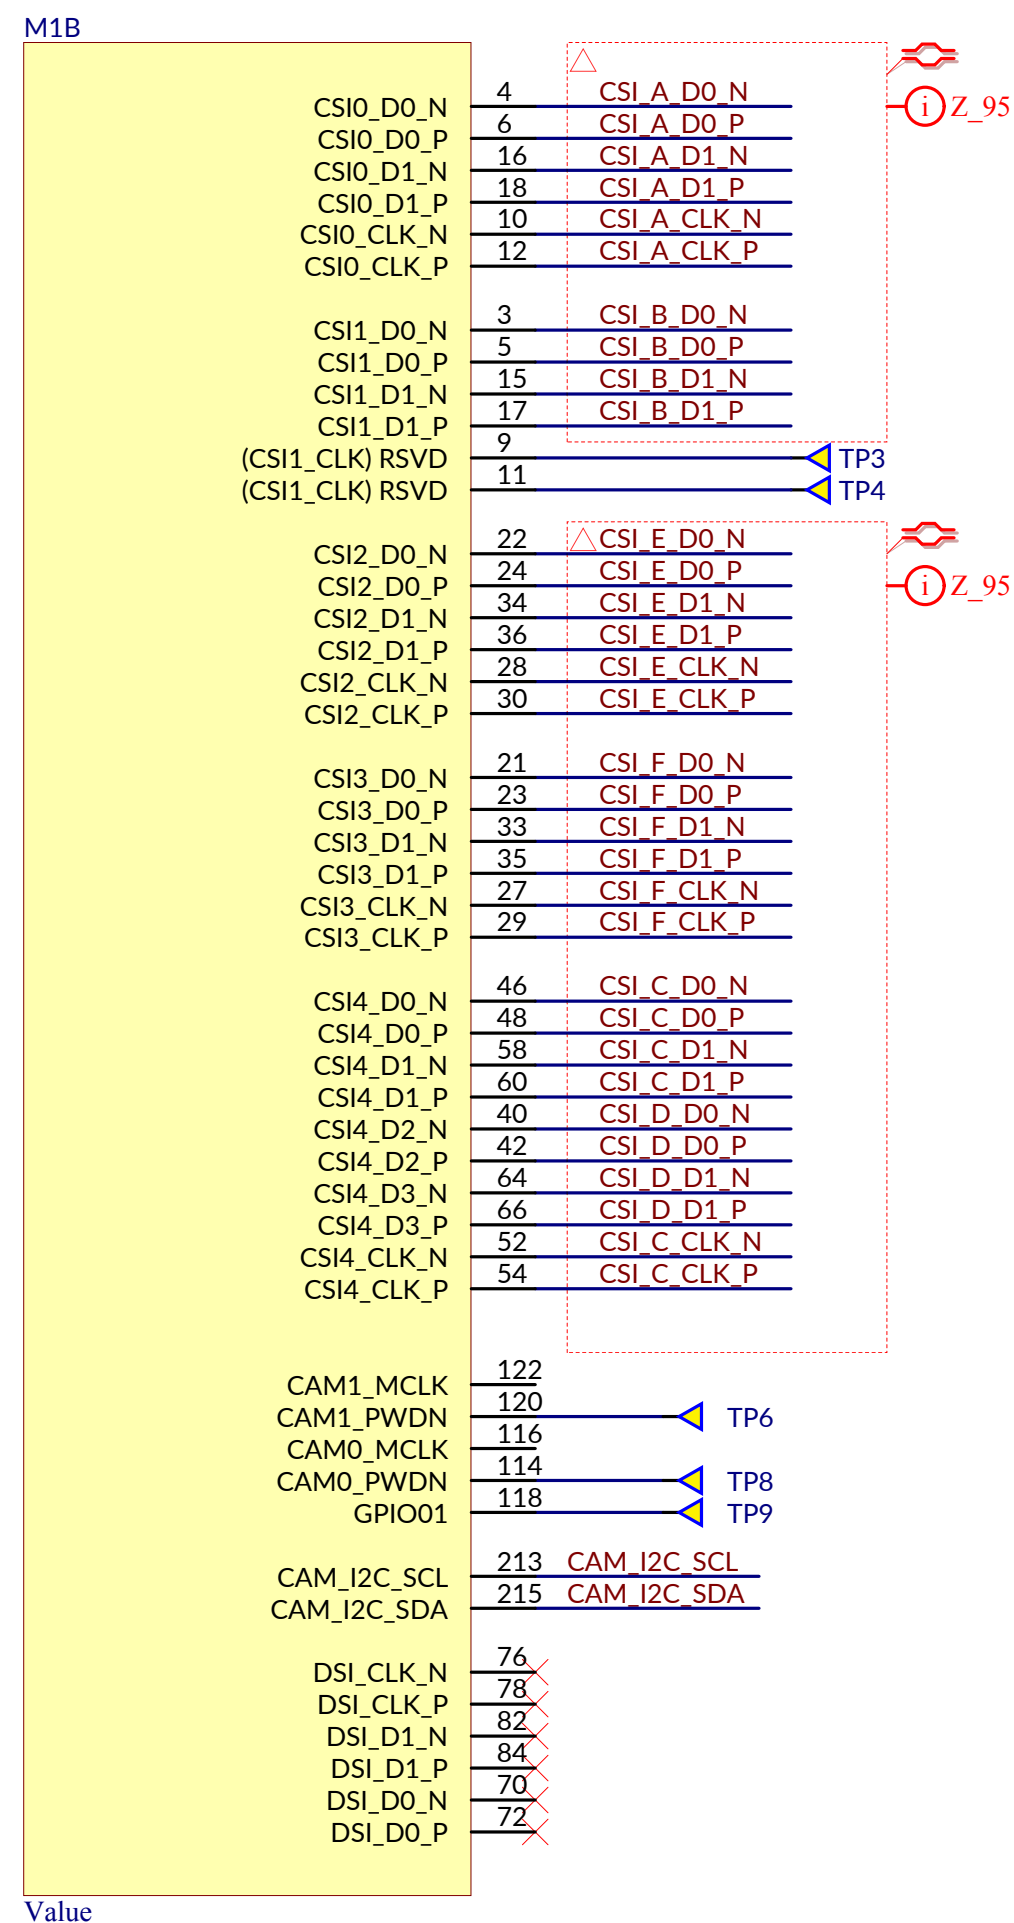 M1B
CSI0_D0_N 4 CSI_A_D0_N
i Z_95
CSI0_D0_P 6 CSI_A_D0_P
CSI0_D1_N 16 CSI_A_D1_N
CSI0_D1_P 18 CSI_A_D1_P
CSI0_CLK_N 10 CSI_A_CLK_N
CSI0_CLK_P 12 CSI_A_CLK_P
CSI1_D0_N 3 CSI_B_D0_N
CSI1_D0_P 5 CSI_B_D0_P
CSI1_D1_N 15 CSI_B_D1_N
CSI1_D1_P 17 CSI_B_D1_P
(CSI1_CLK) RSVD 9 TP3
(CSI1_CLK) RSVD 11 TP4
CSI2_D0_N 22 CSI_E_D0_N
CSI2_D0_P 24 CSI_E_D0_P
i Z_95
CSI2_D1_N 34 CSI_E_D1_N
CSI2_D1_P 36 CSI_E_D1_P
CSI2_CLK_N 28 CSI_E_CLK_N
CSI2_CLK_P 30 CSI_E_CLK_P
CSI3_D0_N 21 CSI_F_D0_N
CSI3_D0_P 23 CSI_F_D0_P
CSI3_D1_N 33 CSI_F_D1_N
CSI3_D1_P 35 CSI_F_D1_P
CSI3_CLK_N 27 CSI_F_CLK_N
CSI3_CLK_P 29 CSI_F_CLK_P
CSI4_D0_N 46 CSI_C_D0_N
CSI4_D0_P 48 CSI_C_D0_P
CSI4_D1_N 58 CSI_C_D1_N
CSI4_D1_P 60 CSI_C_D1_P
CSI4_D2_N 40 CSI_D_D0_N
CSI4_D2_P 42 CSI_D_D0_P
CSI4_D3_N 64 CSI_D_D1_N
CSI4_D3_P 66 CSI_D_D1_P
CSI4_CLK_N 52 CSI_C_CLK_N
CSI4_CLK_P 54 CSI_C_CLK_P
CAM1_MCLK 122
CAM1_PWDN 120 TP6
CAM0_MCLK 116
CAM0_PWDN 114 TP8
GPIO01 118 TP9
CAM_I2C_SCL 213 CAM_I2C_SCL
CAM_I2C_SDA 215 CAM_I2C_SDA
DSI_CLK_N 76
DSI_CLK_P 78
DSI_D1_N 82
DSI_D1_P 84
DSI_D0_N 70
DSI_D0_P 72
Value